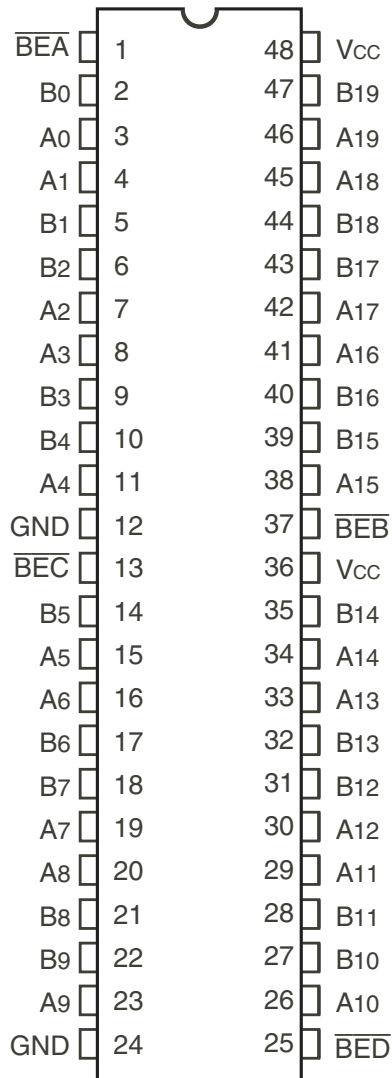 BEA 1 48 VCC
B0 2 47 B19
A0 3 46 A19
A1 4 45 A18
B1 5 44 B18
B2 6 43 B17
A2 7 42 A17
A3 8 41 A16
B3 9 40 B16
B4 10 39 B15
A4 11 38 A15
GND 12 37 BEB
BEC 13 36 VCC
B5 14 35 B14
A5 15 34 A14
A6 16 33 A13
B6 17 32 B13
B7 18 31 B12
A7 19 30 A12
A8 20 29 A11
B8 21 28 B11
B9 22 27 B10
A9 23 26 A10
GND 24 25 BED